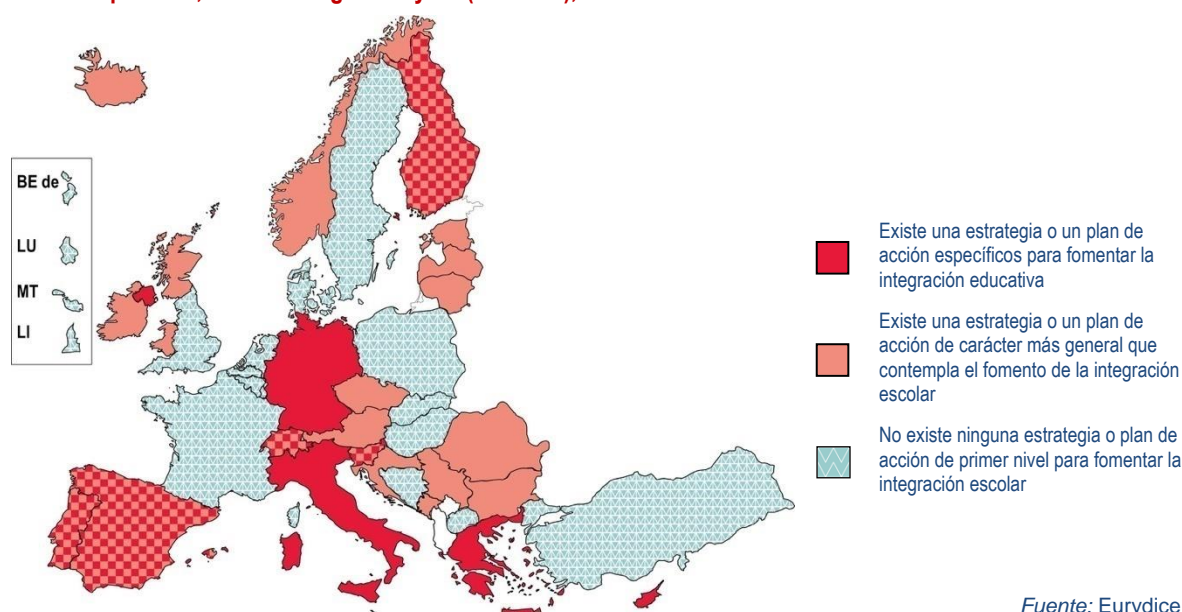 BE de
LU
MT
LI
Existe una estrategia o un plan de
acción específicos para fomentar la
integración educativa
Existe una estrategia o un plan de
acción de carácter más general que
contempla el fomento de la integración
escolar
No existe ninguna estrategia o plan de
acción de primer nivel para fomentar la
integración escolar
Fuente: Eurydice